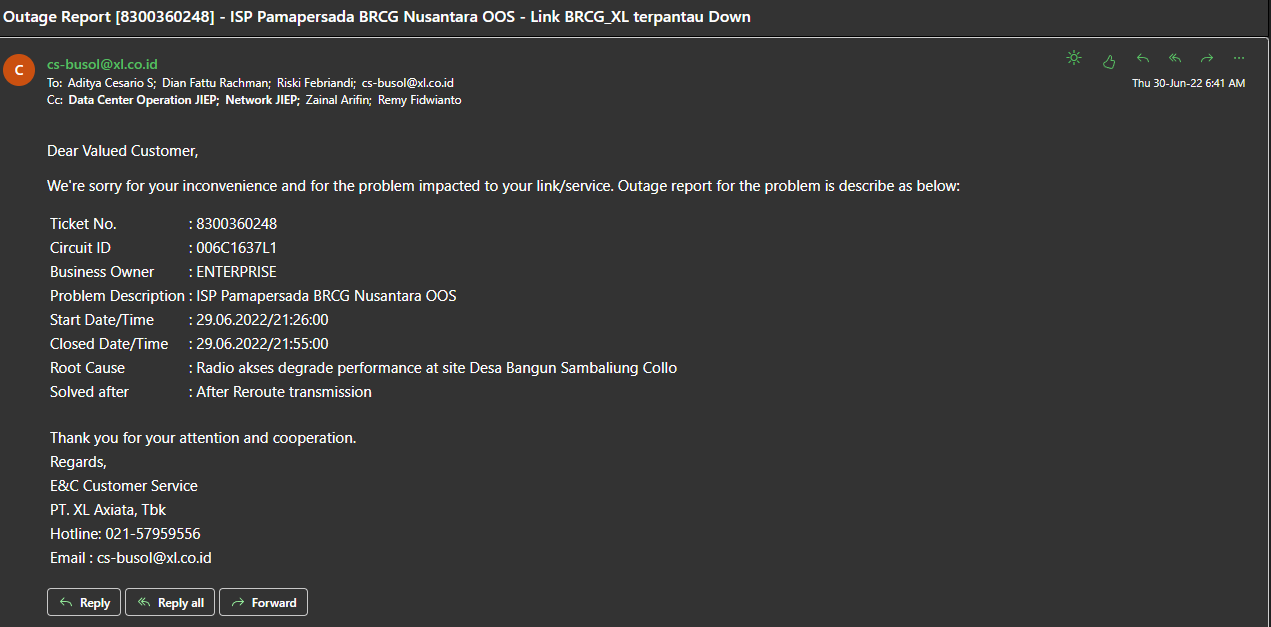 Outage Report [8300360248] - ISP Pamapersada BRCG Nusantara OOS - Link BRCG_XL terpantau Down
C
cs-busol@xl.co.id
To: Aditya Cesario S; Dian Fattu Rachman; Riski Febriandi; cs-busol@xl.co.id
Cc: Data Center Operation JIEP; Network JIEP; Zainal Arifin; Remy Fidwianto
Thu 30-Jun-22 6:41 AM
Dear Valued Customer,
We're sorry for your inconvenience and for the problem impacted to your link/service. Outage report for the problem is describe as below:
Ticket No. : 8300360248
Circuit ID : 006C1637L1
Business Owner : ENTERPRISE
Problem Description : ISP Pamapersada BRCG Nusantara OOS
Start Date/Time : 29.06.2022/21:26:00
Closed Date/Time : 29.06.2022/21:55:00
Root Cause : Radio akses degrade performance at site Desa Bangun Sambaliung Collo
Solved after : After Reroute transmission
Thank you for your attention and cooperation.
Regards,
E&C Customer Service
PT. XL Axiata, Tbk
Hotline: 021-57959556
Email : cs-busol@xl.co.id
Reply Reply all Forward